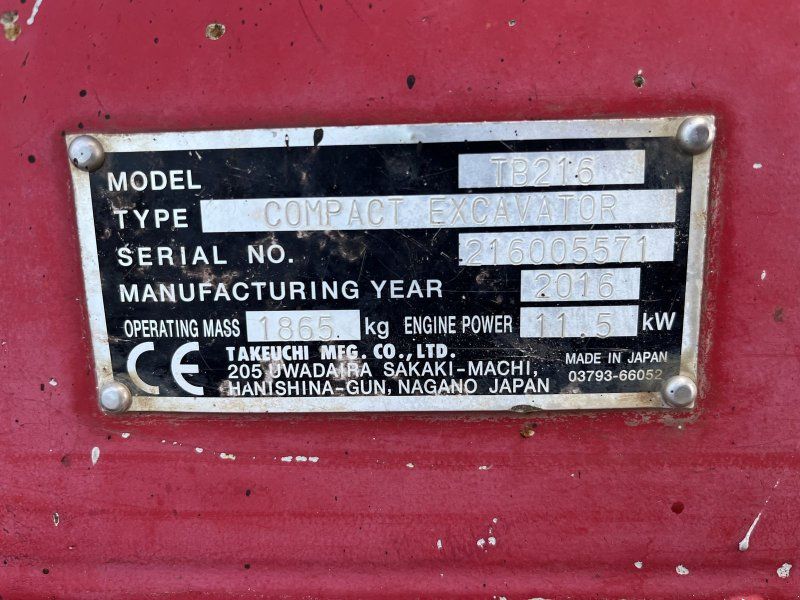 MODEL TB216
TYPE COMPACT EXCAVATOR
SERIAL NO. 216005571
MANUFACTURING YEAR 2016
OPERATING MASS 1865 kg ENGINE POWER 11.5 kW
CE TAKEUCHI MFG. CO., LTD.
205 UWADAIRA SAKAKI-MACHI,
HANISHINA-GUN, NAGANO JAPAN
MADE IN JAPAN
03793-66052